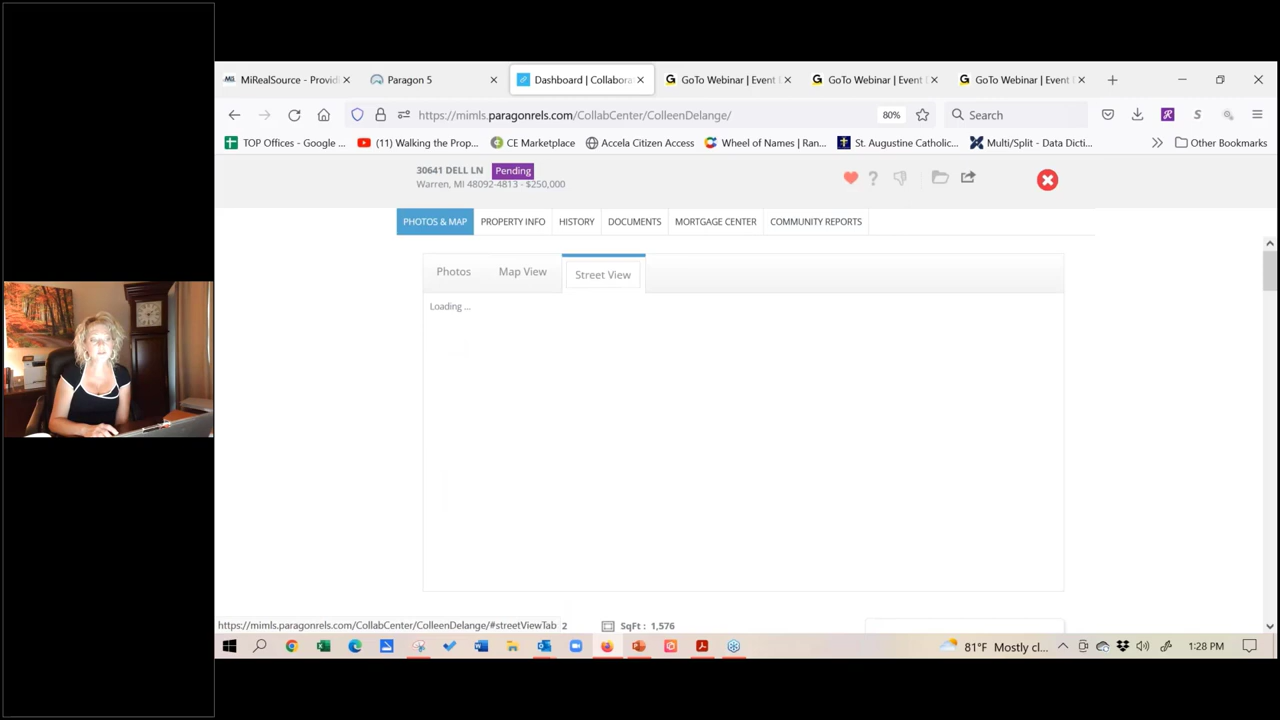 MiRealSource - Providi
Paragon 5
Dashboard | Collabora
GoTo Webinar | Event
GoTo Webinar | Event
GoTo Webinar | Event
https://mimls.paragonrels.com/CollabCenter/ColleenDelange/
80%
Search
TOP Offices - Google ...
(11) Walking the Prop...
CE Marketplace
Accela Citizen Access
Wheel of Names | Ran...
St. Augustine Catholic...
Multi/Split - Data Dicti...
Other Bookmarks
30641 DELL LN Pending
Warren, MI 48092-4813 - $250,000
PHOTOS & MAP
PROPERTY INFO
HISTORY
DOCUMENTS
MORTGAGE CENTER
COMMUNITY REPORTS
Photos
Map View
Street View
Loading ...
https://mimls.paragonrels.com/CollabCenter/ColleenDelange/#streetViewTab 2
SqFt : 1,576
81°F Mostly cl...
1:28 PM